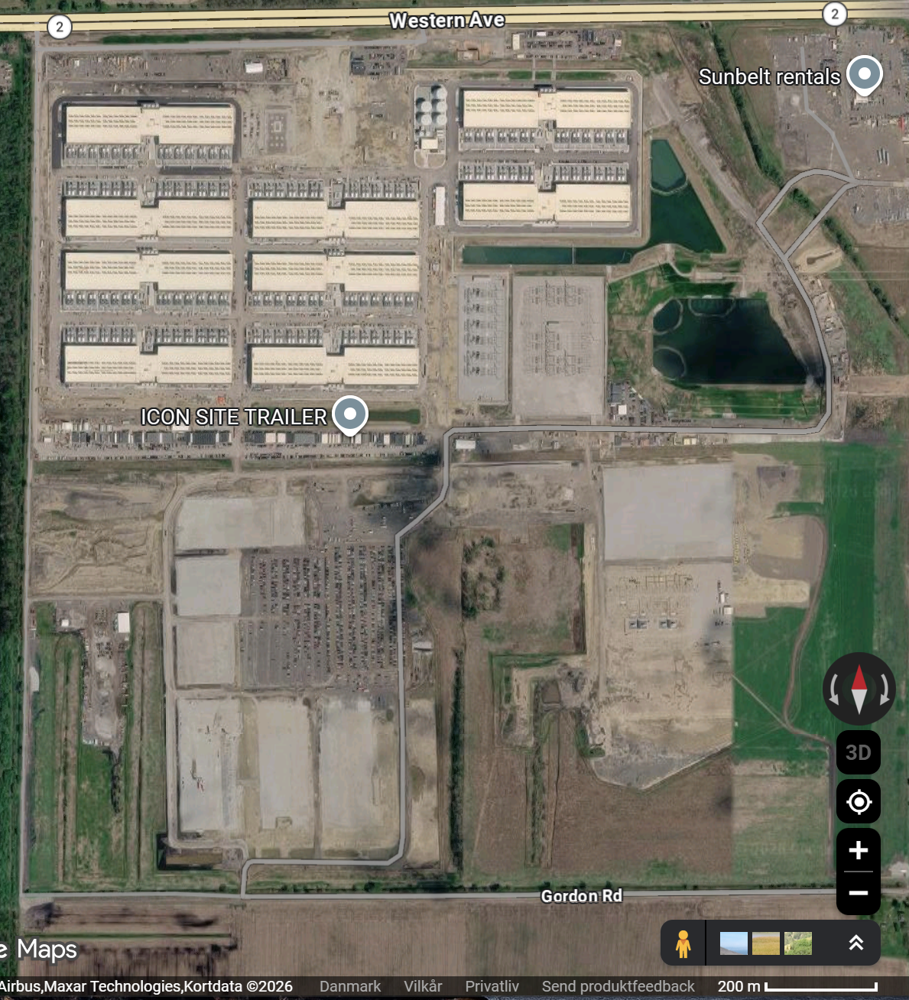 Western Ave
2
2
Sunbelt rentals
ICON SITE TRAILER
3D
Gordon Rd
Maps
Airbus,Maxar Technologies,Kortdata ©2026 Danmark Vilkår Privatliv Send produktfeedback 200 m